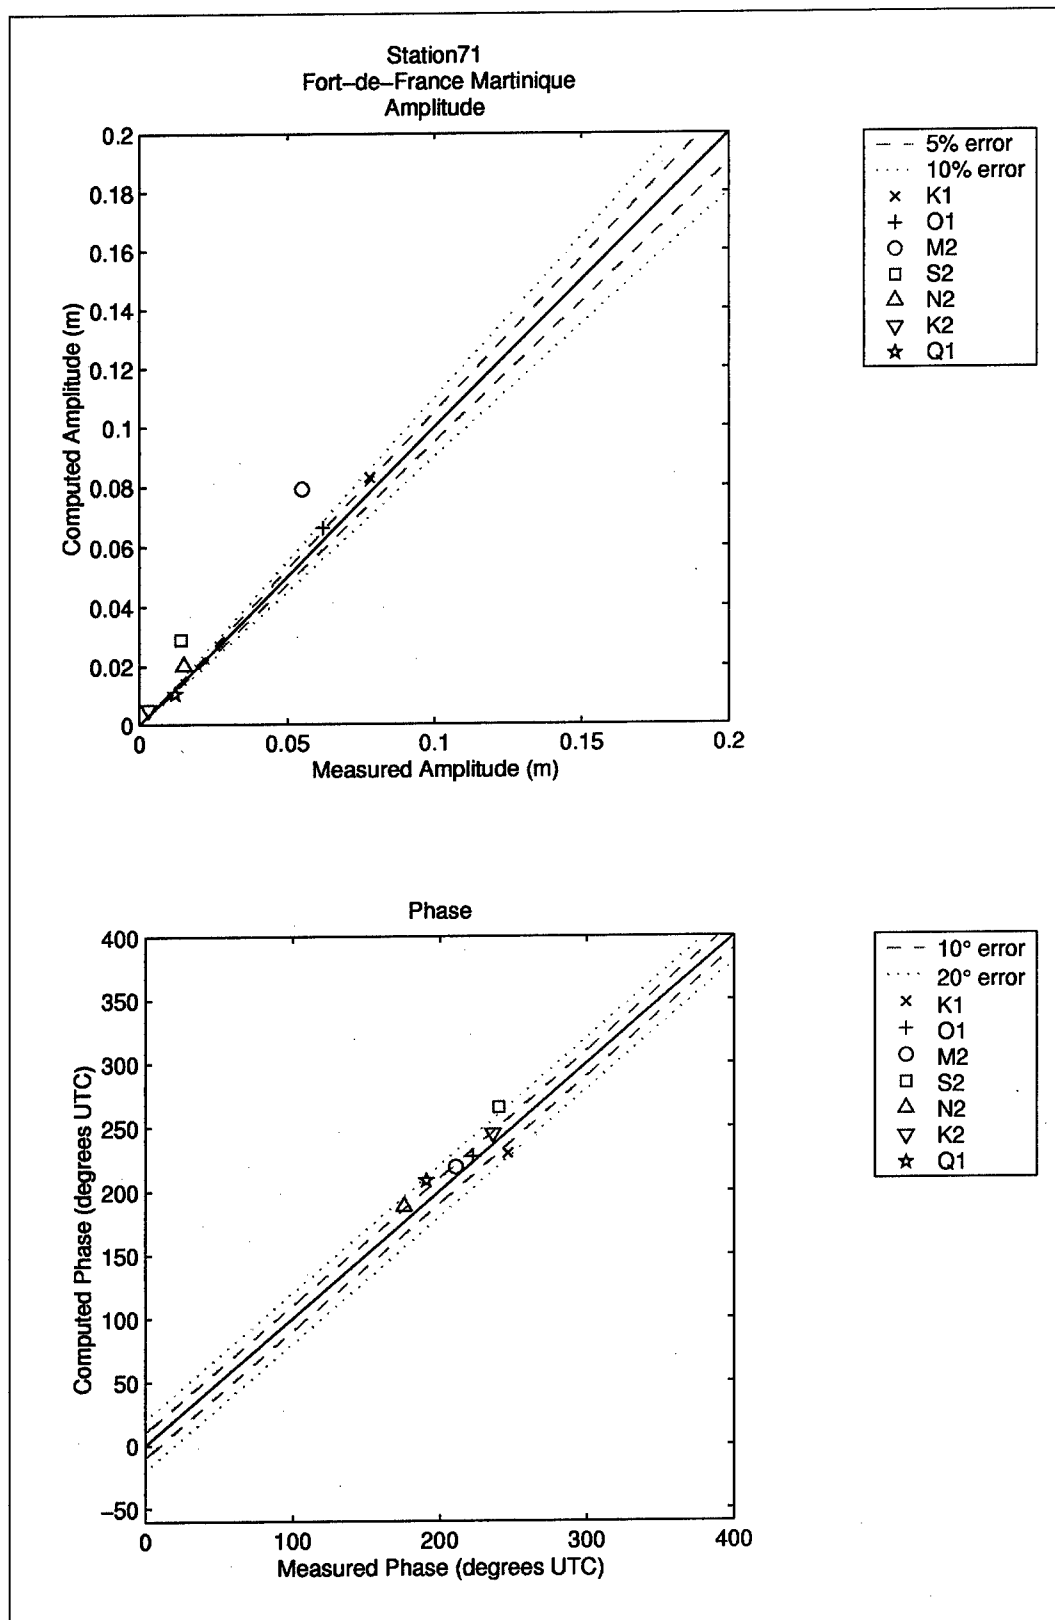 Station71
Fort–de–France Martinique
Amplitude
0.2
0.18
0.16
0.14
0.12
0.1
0.08
0.06
0.04
0.02
0
Computed Amplitude (m)
0 0.05 0.1 0.15 0.2
Measured Amplitude (m)
5% error
10% error
K1
O1
M2
S2
N2
K2
Q1
Phase
400
350
300
250
200
150
100
50
0
–50
Computed Phase (degrees UTC)
0 100 200 300 400
Measured Phase (degrees UTC)
10° error
20° error
K1
O1
M2
S2
N2
K2
Q1